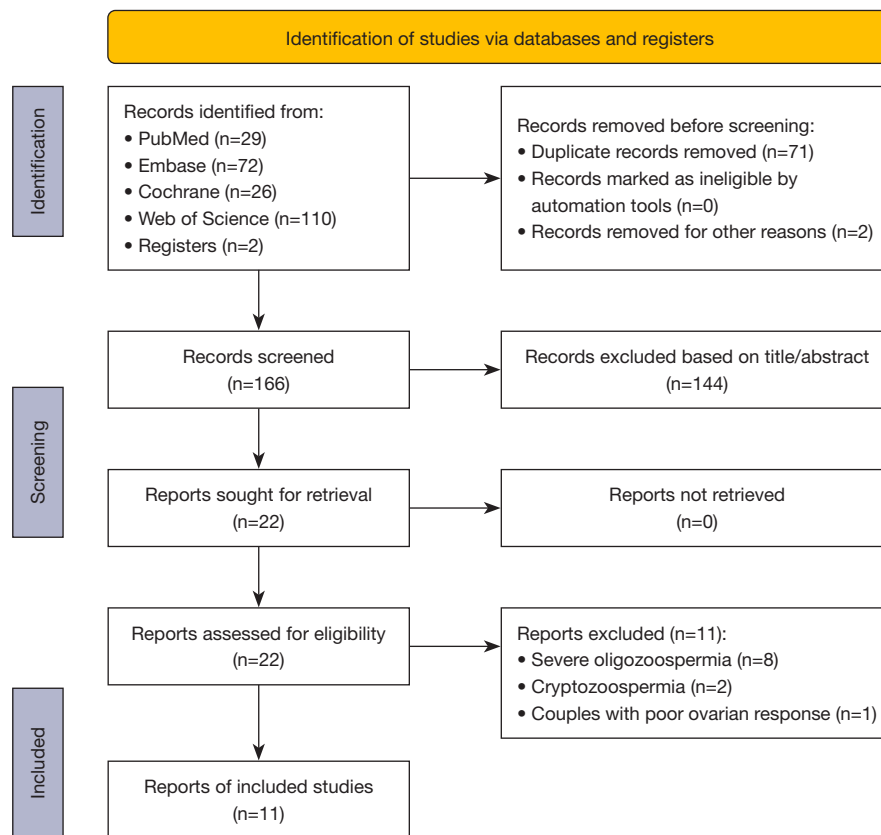 Identification of studies via databases and registers
Identification
Records identified from:
• PubMed (n=29)
• Embase (n=72)
• Cochrane (n=26)
• Web of Science (n=110)
• Registers (n=2)
Records removed before screening:
• Duplicate records removed (n=71)
• Records marked as ineligible by
automation tools (n=0)
• Records removed for other reasons (n=2)
Screening
Records screened
(n=166)
Records excluded based on title/abstract
(n=144)
Reports sought for retrieval
(n=22)
Reports not retrieved
(n=0)
Reports assessed for eligibility
(n=22)
Reports excluded (n=11):
• Severe oligozoospermia (n=8)
• Cryptozoospermia (n=2)
• Couples with poor ovarian response (n=1)
Included
Reports of included studies
(n=11)